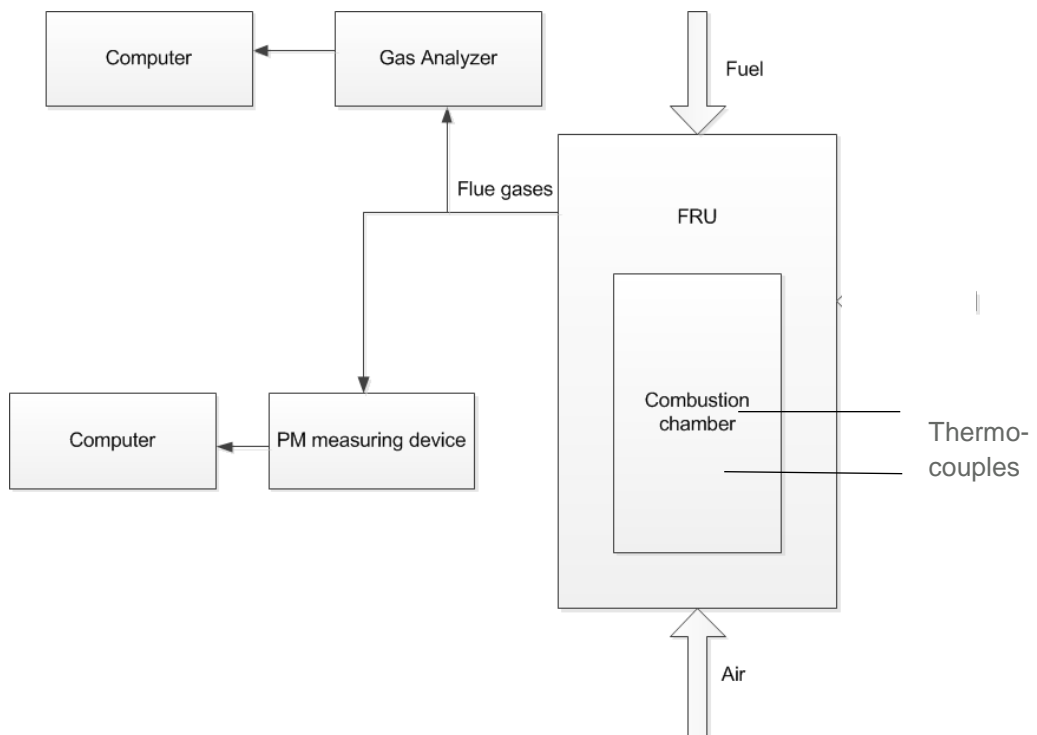 Computer
Gas Analyzer
Fuel
Flue gases
FRU
Combustion
chamber
Thermo-
couples
Computer
PM measuring device
Air